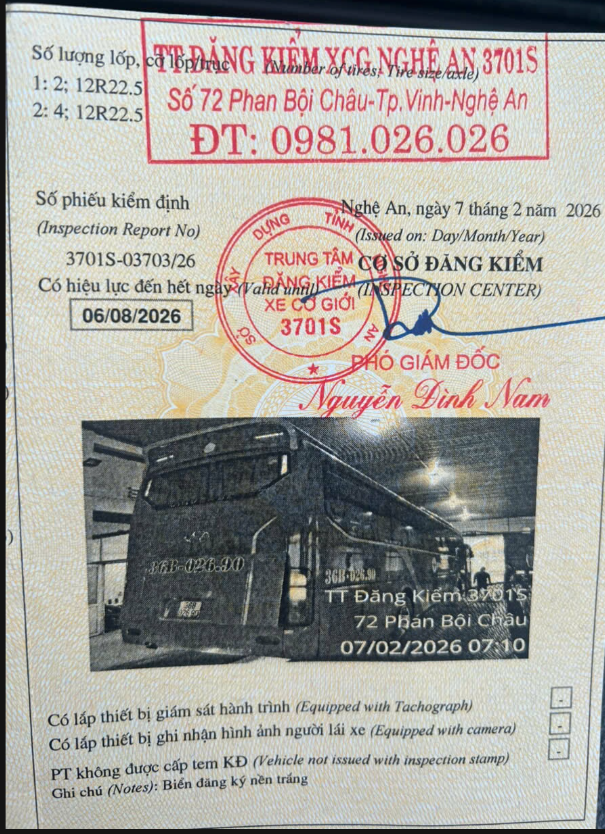 TT ĐĂNG KIỂM XCG NGHỆ AN 3701S
Số 72 Phan Bội Châu-Tp.Vinh-Nghệ An
ĐT: 0981.026.026
Số lượng lốp, cỡ lốp/trục (Number of tires; Tire size/axle)
1: 2; 12R22.5
2: 4; 12R22.5
Số phiếu kiểm định
(Inspection Report No)
3701S-03703/26
Có hiệu lực đến hết ngày (Valid until)
06/08/2026
Nghệ An, ngày 7 tháng 2 năm 2026
(Issued on: Day/Month/Year)
CƠ SỞ ĐĂNG KIỂM
(INSPECTION CENTER)
SỞ XÂY DỰNG TỈNH AN
TRUNG TÂM
ĐĂNG KIỂM
XE CƠ GIỚI
3701S
PHÓ GIÁM ĐỐC
Nguyễn Đình Nam
36B-026.90
36B-026.90
TT Đăng Kiểm 3701S
72 Phan Bội Châu
07/02/2026 07:10
Có lắp thiết bị giám sát hành trình (Equipped with Tachograph) -
Có lắp thiết bị ghi nhận hình ảnh người lái xe (Equipped with camera) -
PT không được cấp tem KĐ (Vehicle not issued with inspection stamp) -
Ghi chú (Notes): Biển đăng ký nền trắng